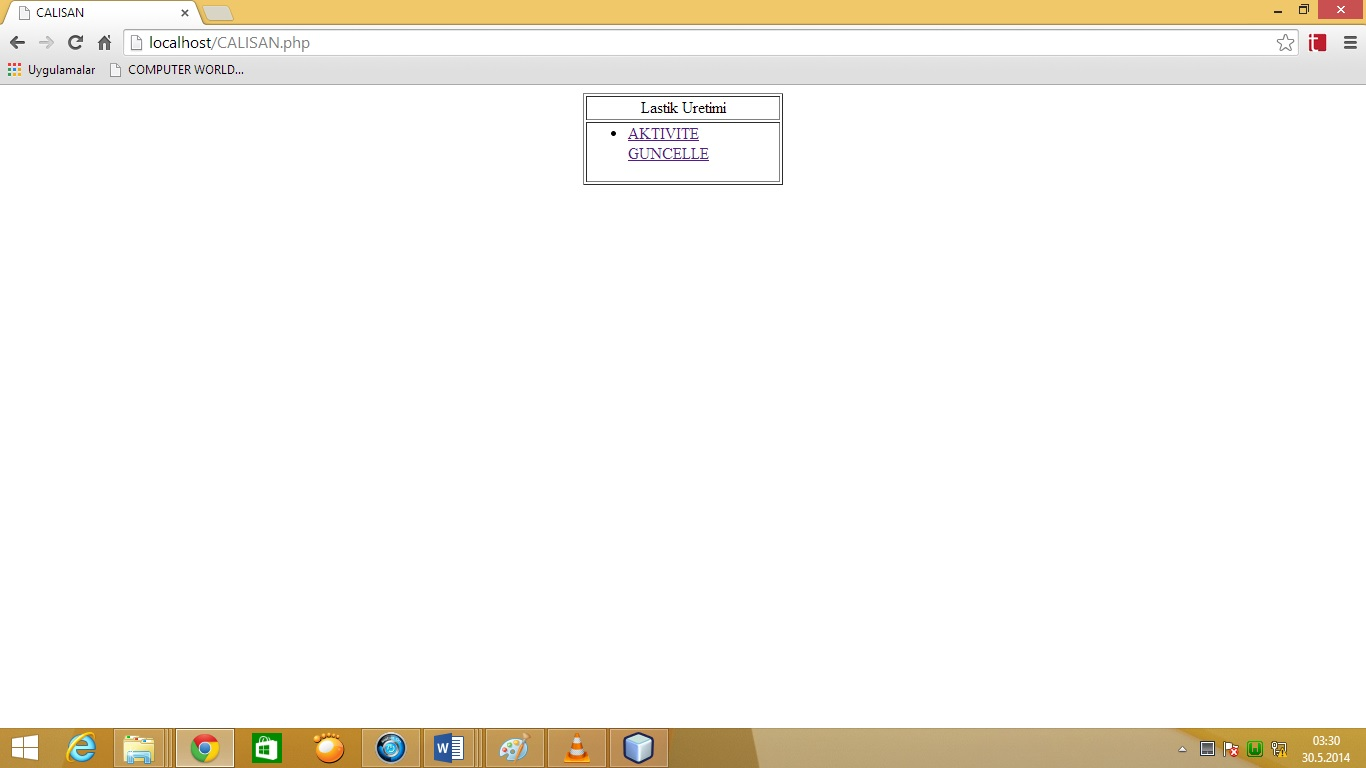 CALISAN
localhost/CALISAN.php
Uygulamalar COMPUTER WORLD...
Lastik Uretimi
AKTIVITE
GUNCELLE
03:30
30.5.2014